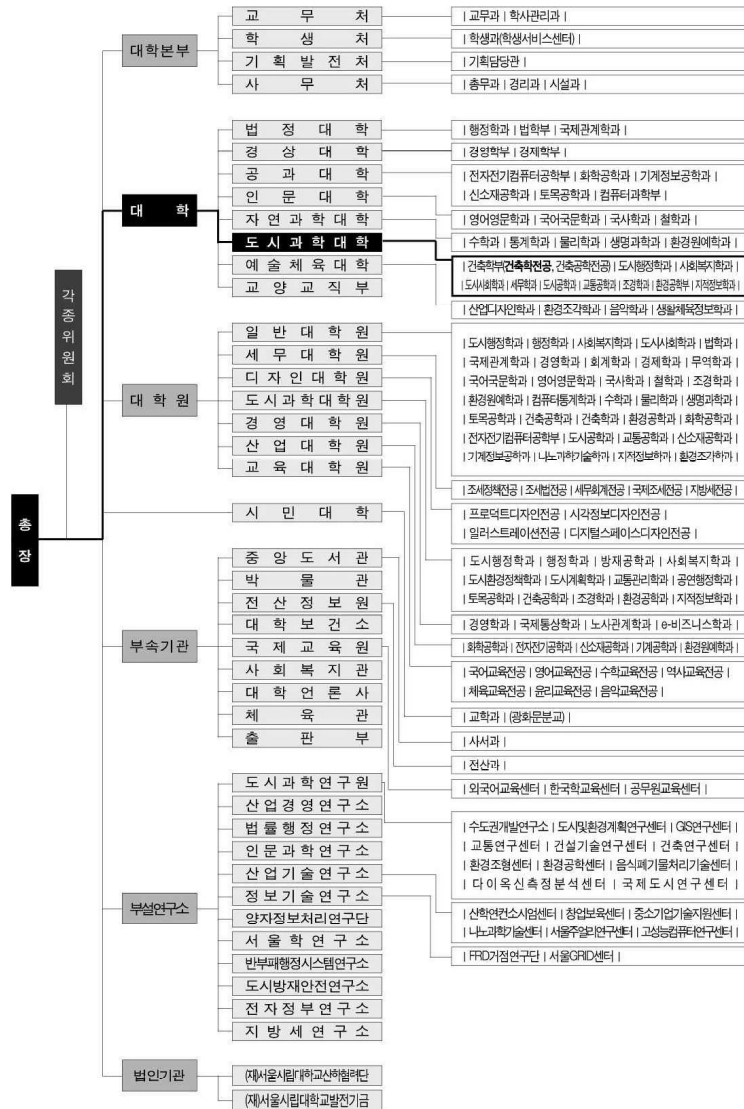 총장
각종위원회
대학본부
교무처
| 교무과 | 학사관리과 |
학생처
| 학생과(학생서비스센터) |
기획발전처
| 기획담당관 |
사무처
| 총무과 | 경리과 | 시설과 |
대학
법정대학
| 행정학과 | 법학부 | 국제관계학과 |
경상대학
| 경영학부 | 경제학부 |
공과대학
| 전자전기컴퓨터공학부 | 화학공학과 | 기계정보공학과 |
| 신소재공학과 | 토목공학과 | 컴퓨터과학부 |
인문대학
| 영어영문학과 | 국어국문학과 | 국사학과 | 철학과 |
자연과학대학
| 수학과 | 통계학과 | 물리학과 | 생명과학과 | 환경원예학과 |
도시과학대학
| 건축학부(건축학전공, 건축공학전공) | 도시행정학과 | 사회복지학과 |
| 도시사회학과 | 세무학과 | 도시공학과 | 교통공학과 | 조경학과 | 환경공학부 | 지적정보학과 |
예술체육대학
| 산업디자인학과 | 환경조각학과 | 음악학과 | 생활체육정보학과 |
교양교직부
대학원
일반대학원
| 도시행정학과 | 행정학과 | 사회복지학과 | 도시사회학과 | 법학과 |
| 국제관계학과 | 경영학과 | 회계학과 | 경제학과 | 무역학과 |
| 국어국문학과 | 영어영문학과 | 국사학과 | 철학과 | 조경학과 |
| 환경원예학과 | 컴퓨터통계학과 | 수학과 | 물리학과 | 생명과학과 |
| 토목공학과 | 건축공학과 | 건축학과 | 환경공학과 | 화학공학과 |
| 전자전기컴퓨터공학부 | 도시공학과 | 교통공학과 | 신소재공학과 |
| 기계정보공학과 | 나노과학기술학과 | 지적정보학과 | 환경조각학과 |
세무대학원
| 조세정책전공 | 조세법전공 | 세무회계전공 | 국제조세전공 | 지방세전공 |
디자인대학원
| 프로덕트디자인전공 | 시각정보디자인전공 |
| 일러스트레이션전공 | 디지털스페이스디자인전공 |
도시과학대학원
| 도시행정학과 | 행정학과 | 방재공학과 | 사회복지학과 |
| 도시환경정책학과 | 도시계획학과 | 교통관리학과 | 공연행정학과 |
| 토목공학과 | 건축공학과 | 조경학과 | 환경공학과 | 지적정보학과 |
경영대학원
| 경영학과 | 국제통상학과 | 노사관계학과 | e-비즈니스학과 |
산업대학원
| 화학공학과 | 전자전기공학과 | 신소재공학과 | 기계공학과 | 환경원예학과 |
교육대학원
| 국어교육전공 | 영어교육전공 | 수학교육전공 | 역사교육전공 |
| 체육교육전공 | 윤리교육전공 | 음악교육전공 |
시민대학
| 교학과 | (광화문분교) |
부속기관
중앙도서관
| 사서과 |
박물관
전산정보원
| 전산과 |
대학보건소
국제교육원
| 외국어교육센터 | 한국학교육센터 | 공무원교육센터 |
사회복지관
대학언론사
체육관
출판부
부설연구소
도시과학연구원
| 수도권개발연구소 | 도시및환경계획연구센터 | GIS연구센터 |
| 교통연구센터 | 건설기술연구센터 | 건축연구센터 |
| 환경조형센터 | 환경공학센터 | 음식폐기물처리기술센터 |
| 다이옥신측정분석센터 | 국제도시연구센터 |
산업경영연구소
법률행정연구소
인문과학연구소
산업기술연구소
| 산학연컨소시엄센터 | 창업보육센터 | 중소기업기술지원센터 |
| 나노과학기술센터 | 서울주얼리연구센터 | 고성능컴퓨터연구센터 |
정보기술연구소
| FRD거점연구단 | 서울GRID센터 |
양자정보처리연구단
서울학연구소
반부패행정시스템연구소
도시방재안전연구소
전자정부연구소
지방세연구소
법인기관
(재)서울시립대학교산학협력단
(재)서울시립대학교발전기금